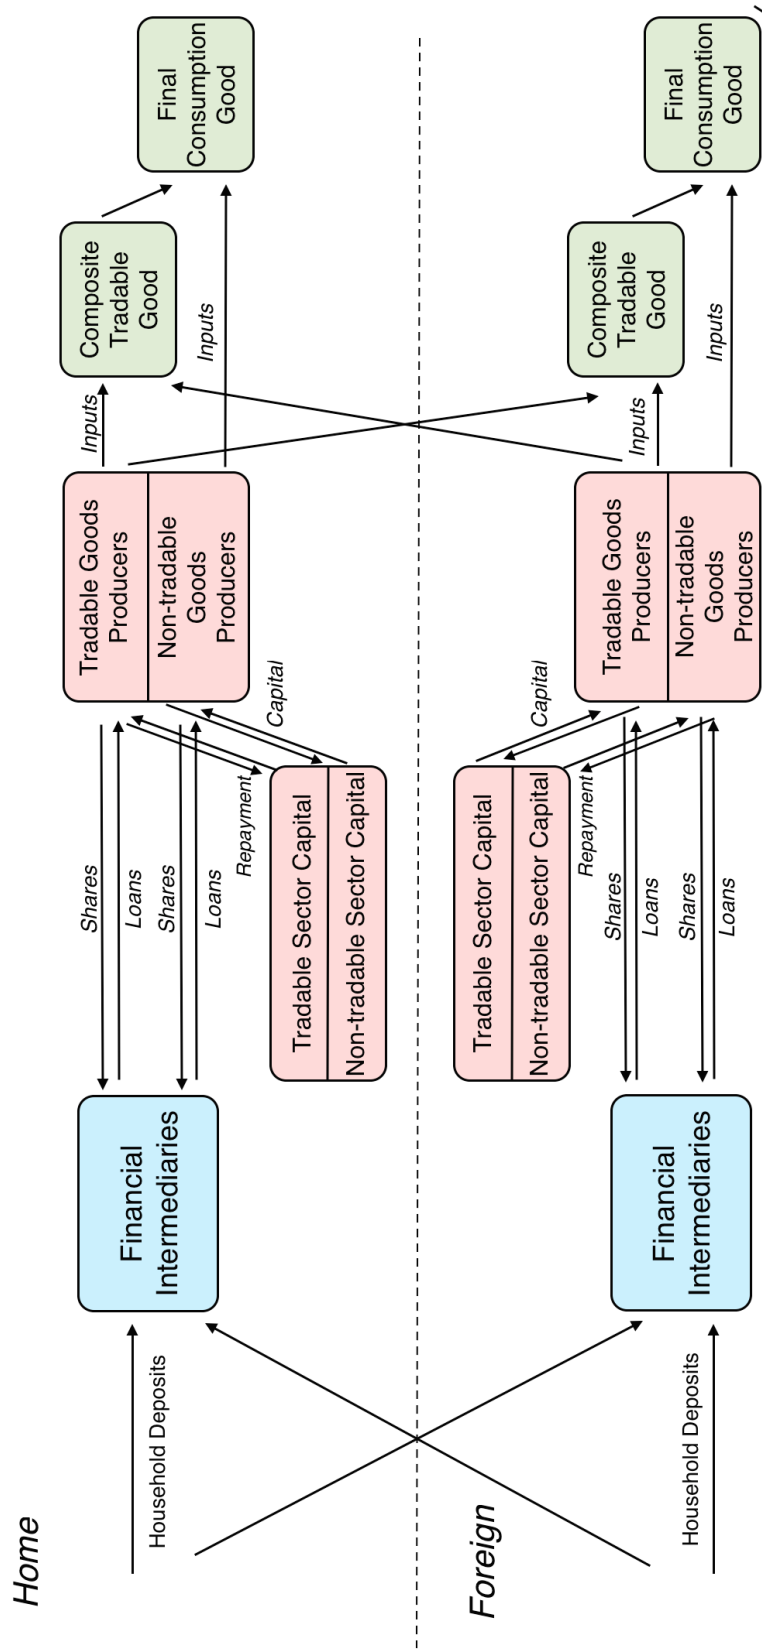 Home
Household Deposits
Financial
Intermediaries
Shares
Loans
Shares
Loans
Repayment
Capital
Tradable Sector Capital
Non-tradable Sector Capital
Tradable Goods
Producers
Non-tradable
Goods
Producers
Inputs
Inputs
Composite
Tradable
Good
Final
Consumption
Good
Foreign
Household Deposits
Financial
Intermediaries
Tradable Sector Capital
Non-tradable Sector Capital
Capital
Repayment
Shares
Loans
Shares
Loans
Tradable Goods
Producers
Non-tradable
Goods
Producers
Inputs
Inputs
Composite
Tradable
Good
Final
Consumption
Good